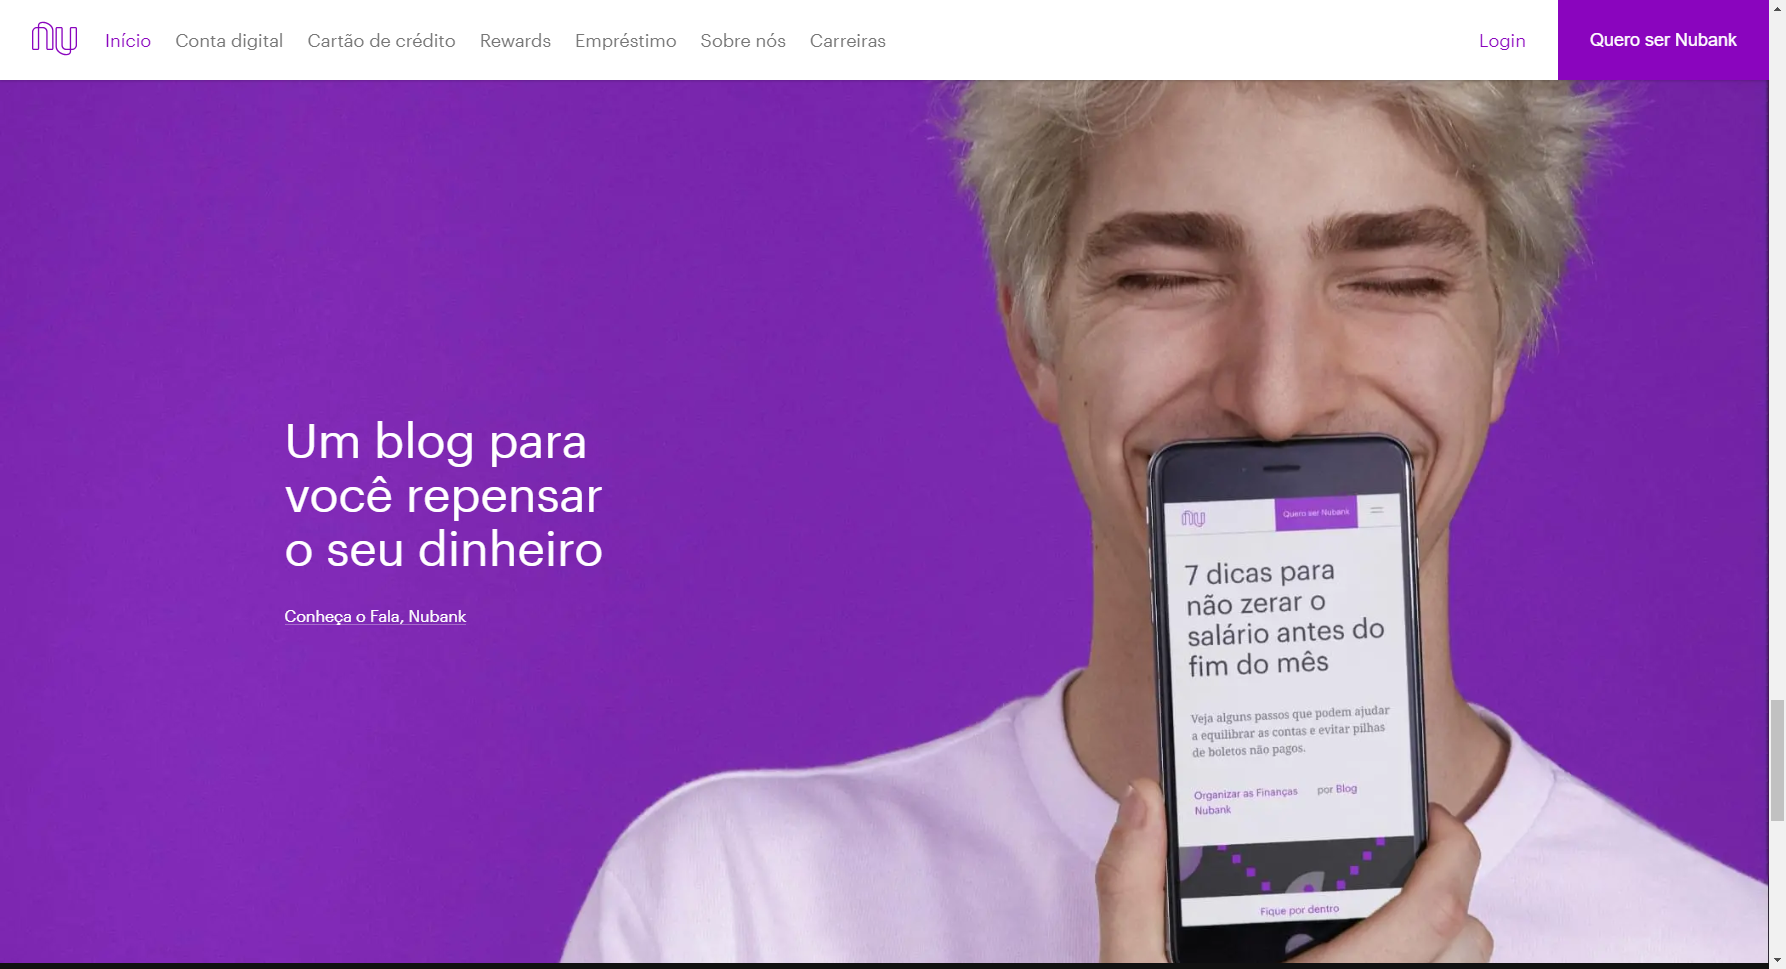 nu
Início Conta digital Cartão de crédito Rewards Empréstimo Sobre nós Carreiras Login Quero ser Nubank
Um blog para
você repensar
o seu dinheiro
Conheça o Fala, Nubank
nu Quero ser Nubank
7 dicas para
não zerar o
salário antes do
fim do mês
Veja alguns passos que podem ajudar
a equilibrar as contas e evitar pilhas
de boletos não pagos.
Organizar as Finanças por Blog
Nubank
Fique por dentro